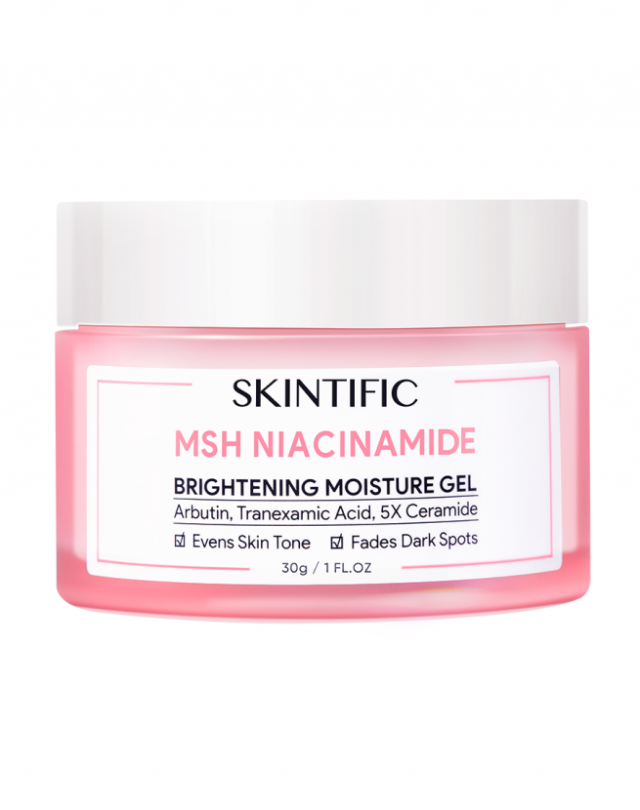 SKINTIFIC
MSH NIACINAMIDE
BRIGHTENING MOISTURE GEL
Arbutin, Tranexamic Acid, 5X Ceramide
☑ Evens Skin Tone ☑ Fades Dark Spots
30g / 1 FL.OZ